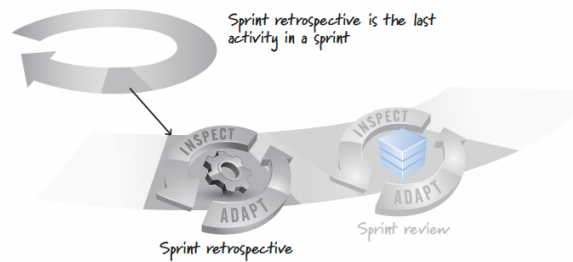 Sprint retrospective is the last
activity in a sprint
INSPECT
ADAPT
Sprint retrospective
INSPECT
ADAPT
Sprint review